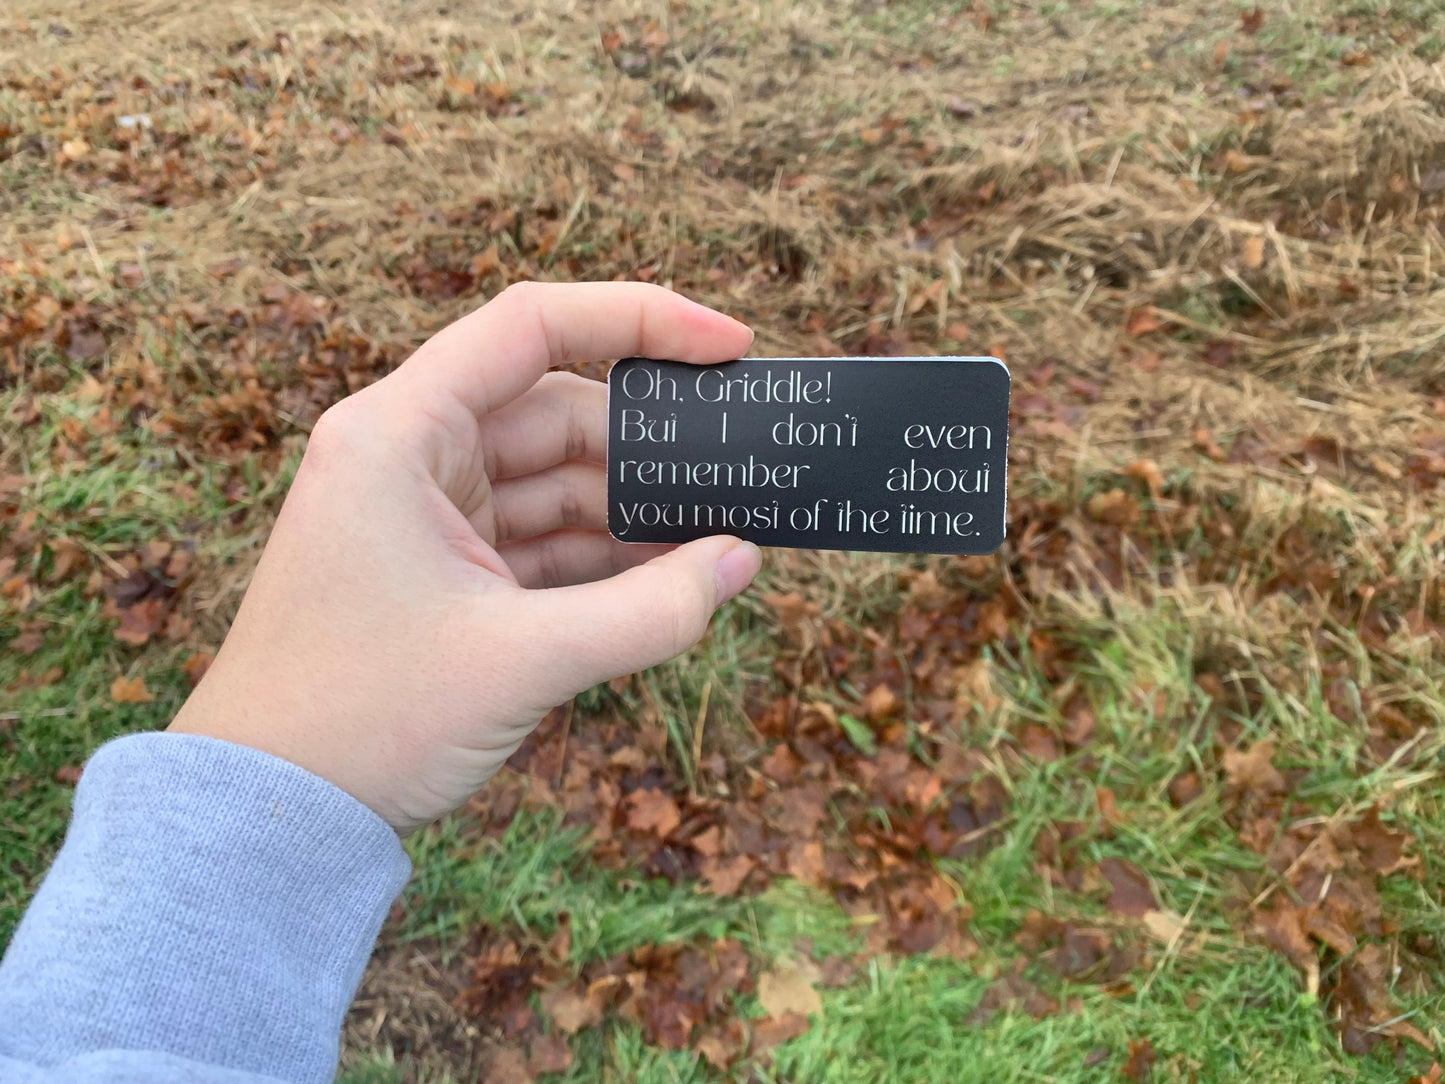 Oh, Griddle!
But I don't even
remember about
you most of the time.